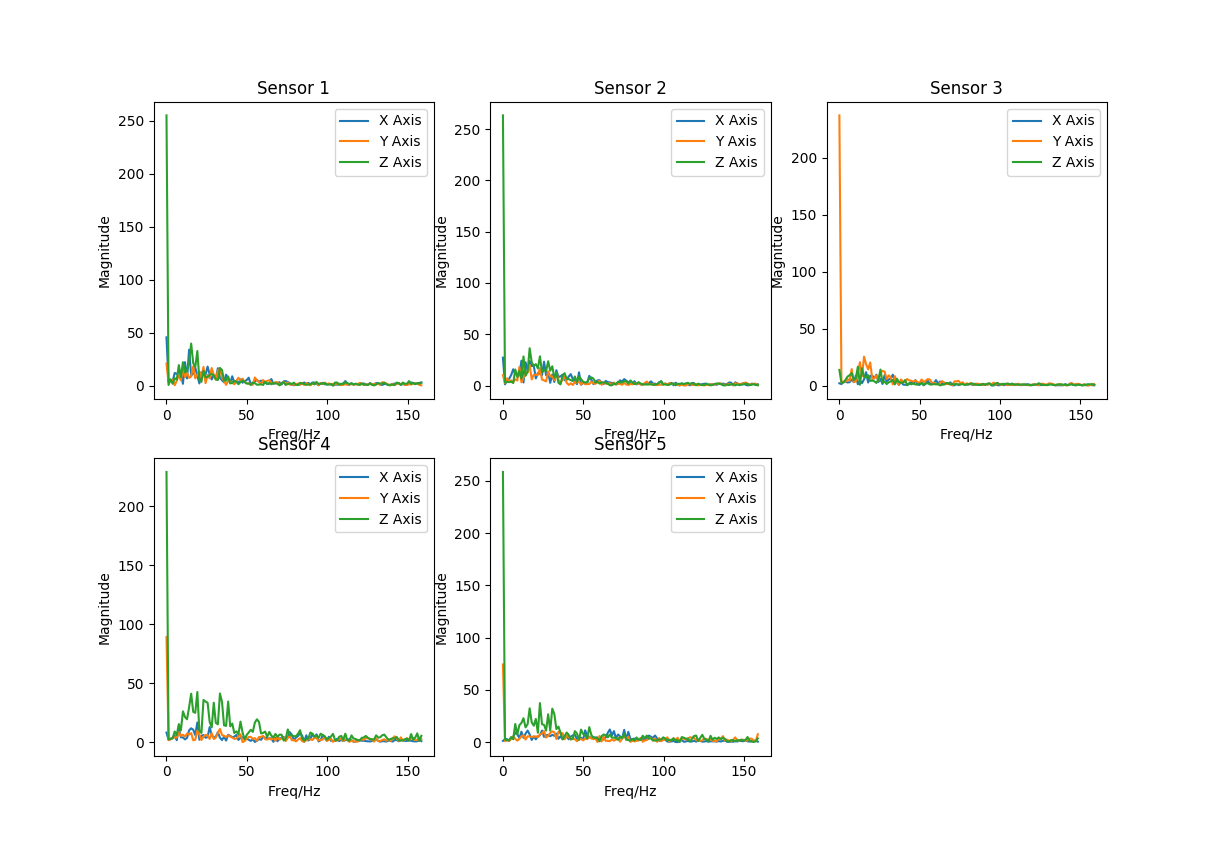 Sensor 1
Magnitude
250
200
150
100
50
0
X Axis
Y Axis
Z Axis
0 50 100 150
Freq/Hz
Sensor 2
Magnitude
250
200
150
100
50
0
X Axis
Y Axis
Z Axis
0 50 100 150
Freq/Hz
Sensor 3
Magnitude
200
150
100
50
0
X Axis
Y Axis
Z Axis
0 50 100 150
Freq/Hz
Sensor 4
Magnitude
200
150
100
50
0
X Axis
Y Axis
Z Axis
0 50 100 150
Freq/Hz
Sensor 5
Magnitude
250
200
150
100
50
0
X Axis
Y Axis
Z Axis
0 50 100 150
Freq/Hz